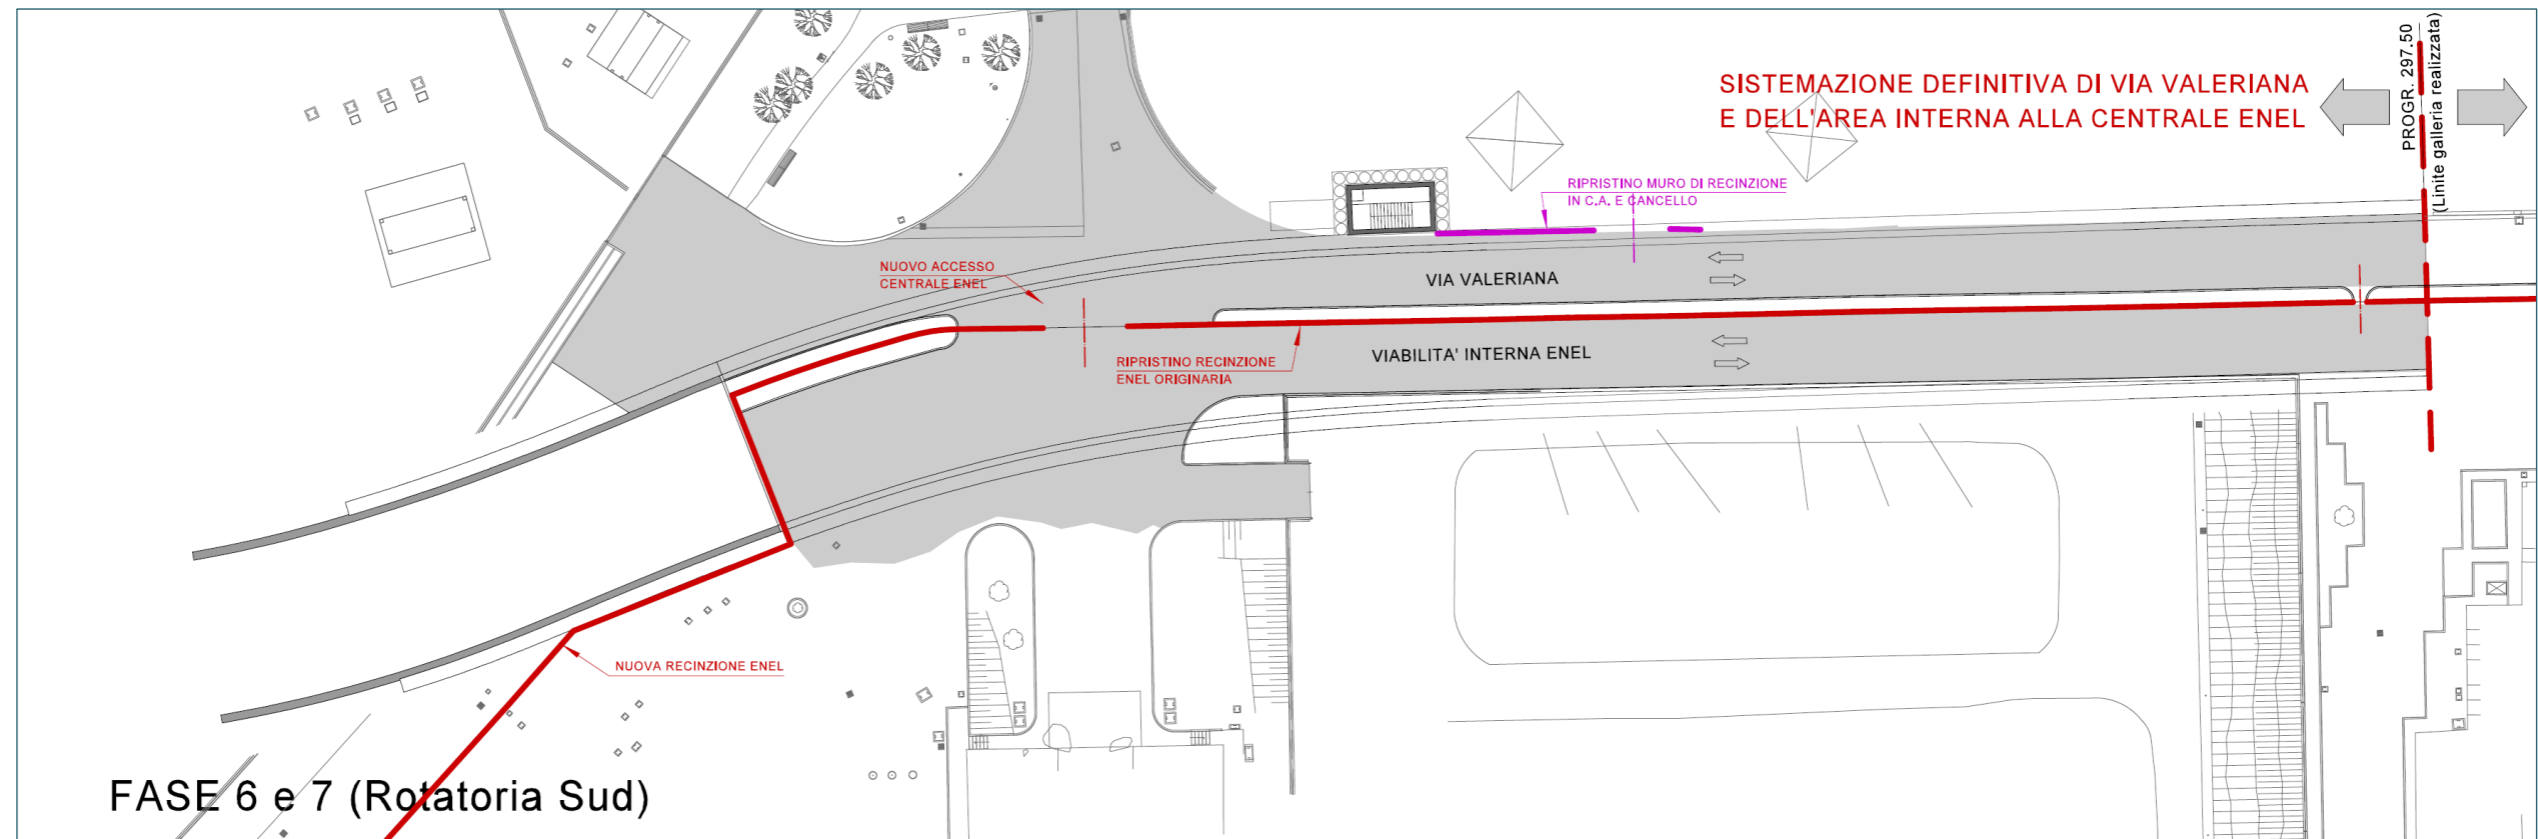 SISTEMAZIONE DEFINITIVA DI VIA VALERIANA
E DELL'AREA INTERNA ALLA CENTRALE ENEL
PROGR. 297.50
(Linite galleria realizzata)
RIPRISTINO MURO DI RECINZIONE
IN C.A. E CANCELLO
NUOVO ACCESSO
CENTRALE ENEL
VIA VALERIANA
RIPRISTINO RECINZIONE
ENEL ORIGINARIA
VIABILITA' INTERNA ENEL
NUOVA RECINZIONE ENEL
FASE 6 e 7 (Rotatoria Sud)